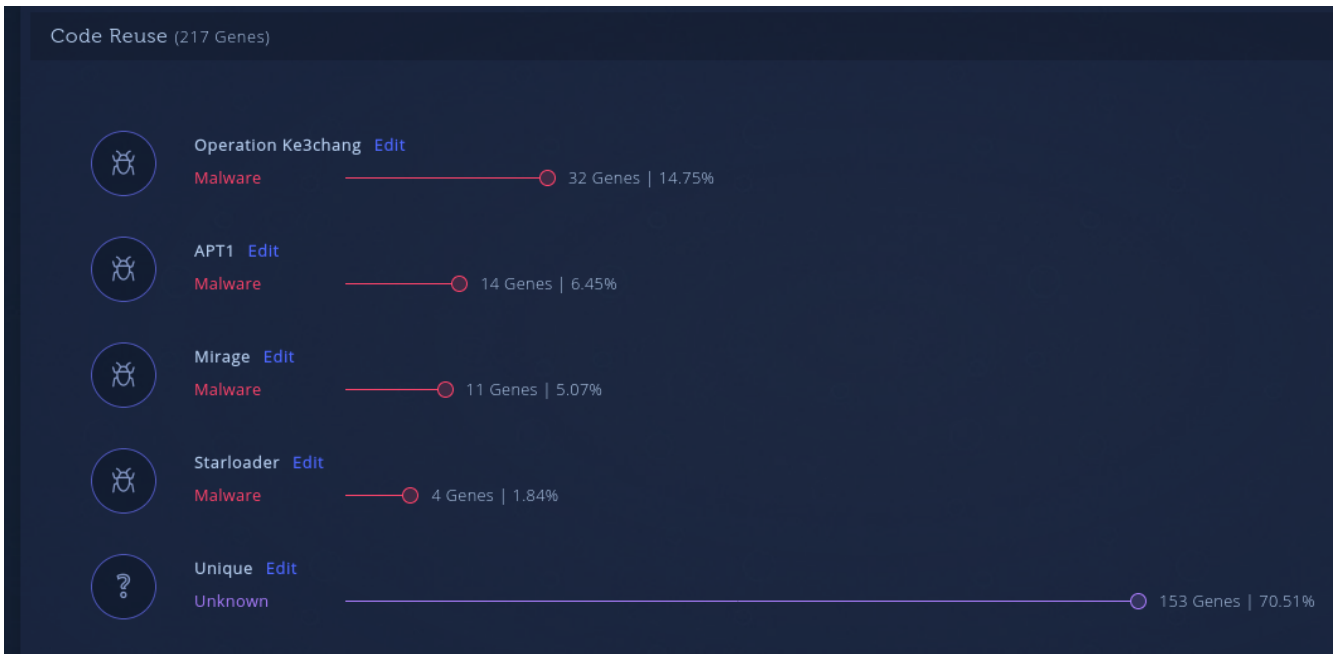 Code Reuse (217 Genes)
Operation Ke3chang Edit
Malware 32 Genes | 14.75%
APT1 Edit
Malware 14 Genes | 6.45%
Mirage Edit
Malware 11 Genes | 5.07%
Starloader Edit
Malware 4 Genes | 1.84%
?
Unique Edit
Unknown 153 Genes | 70.51%